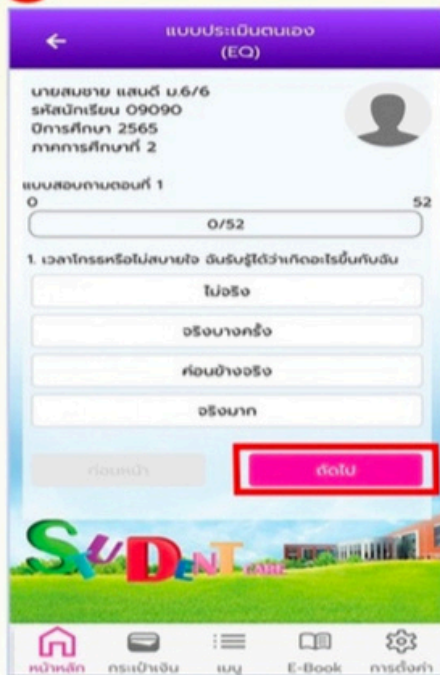 แบบประเมินตนเอง
(EQ)
นายสมชาย แสนดี ม.6/6
รหัสนักเรียน 09090
ปีการศึกษา 2565
ภาคการศึกษาที่ 2
แบบสอบถามตอนที่ 1
0 52
0/52
1. เวลาโกรธหรือไม่สบายใจ ฉันรับรู้ได้ว่าเกิดอะไรขึ้นกับฉัน
ไม่จริง
จริงบางครั้ง
ค่อนข้างจริง
จริงมาก
ก่อนหน้า ถัดไป
STUDENT CARE
หน้าหลัก กระเป๋าเงิน เมนู E-Book การตั้งค่า